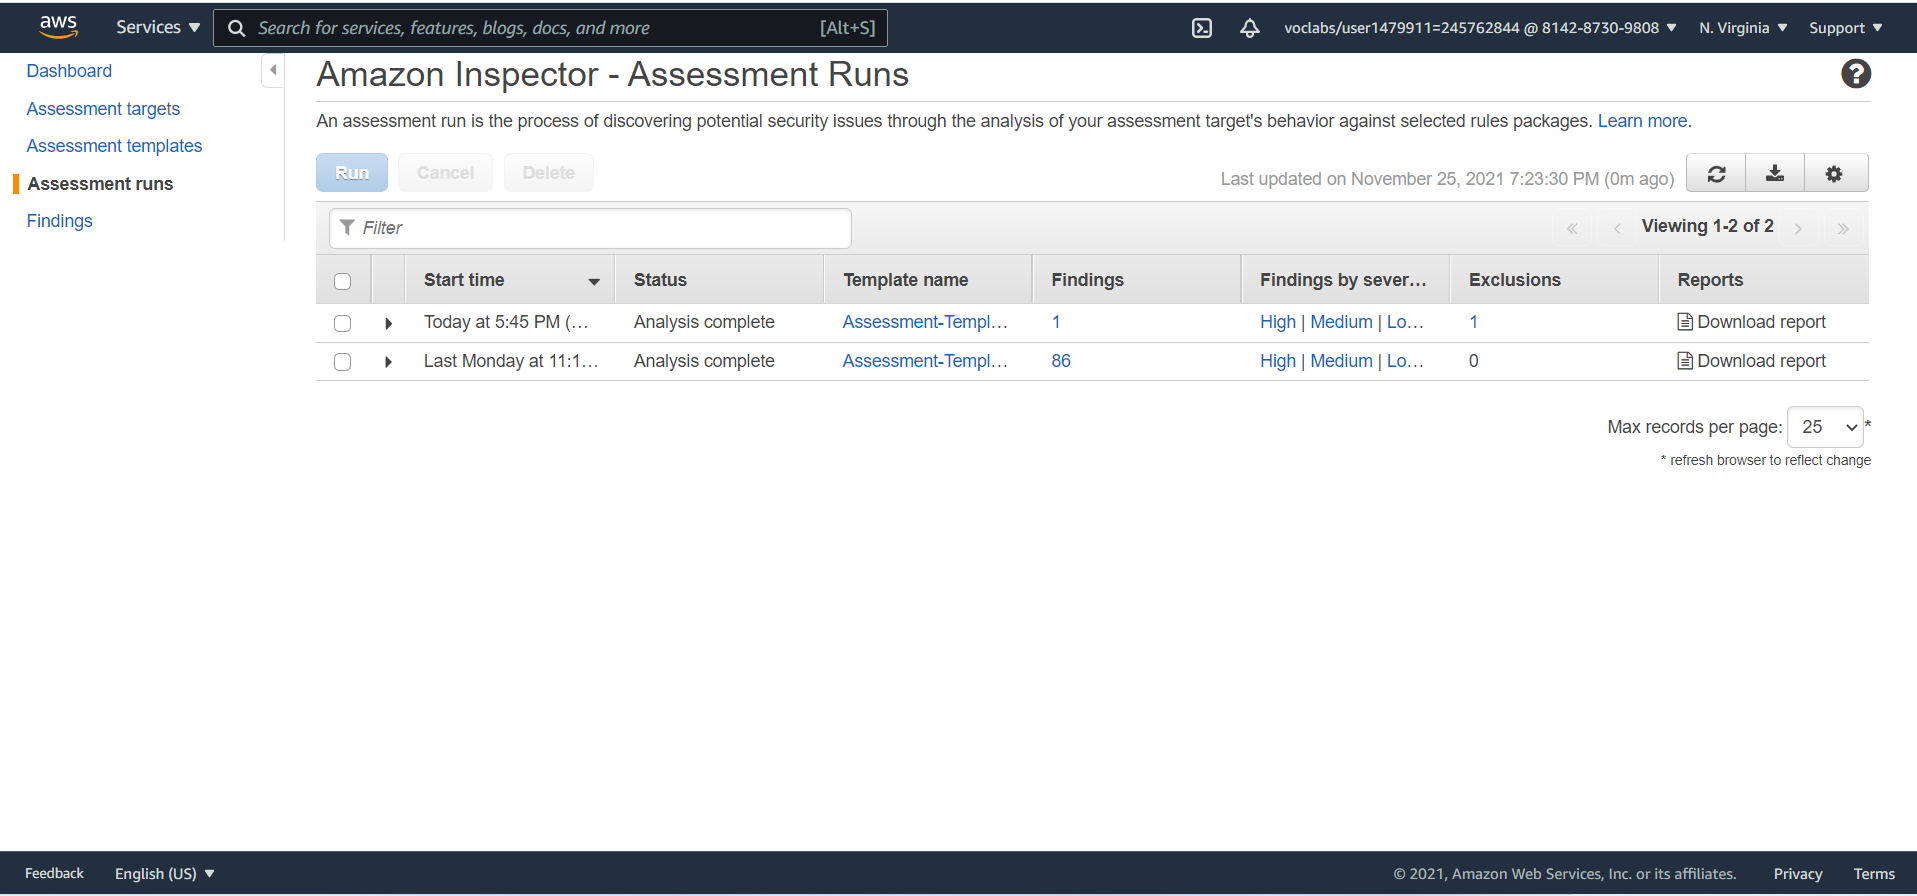 aws Services Search for services, features, blogs, docs, and more [Alt+S] voclabs/user1479911=245762844 @ 8142-8730-9808 N. Virginia Support
Dashboard
Assessment targets
Assessment templates
Assessment runs
Findings
Amazon Inspector - Assessment Runs
An assessment run is the process of discovering potential security issues through the analysis of your assessment target's behavior against selected rules packages. Learn more.
Run Cancel Delete Last updated on November 25, 2021 7:23:30 PM (0m ago)
Filter « ‹ Viewing 1-2 of 2 › »
Start time Status Template name Findings Findings by sever... Exclusions Reports
Today at 5:45 PM (... Analysis complete Assessment-Templ... 1 High | Medium | Lo... 1 Download report
Last Monday at 11:1... Analysis complete Assessment-Templ... 86 High | Medium | Lo... 0 Download report
Max records per page: 25 *
* refresh browser to reflect change
Feedback English (US) © 2021, Amazon Web Services, Inc. or its affiliates. Privacy Terms